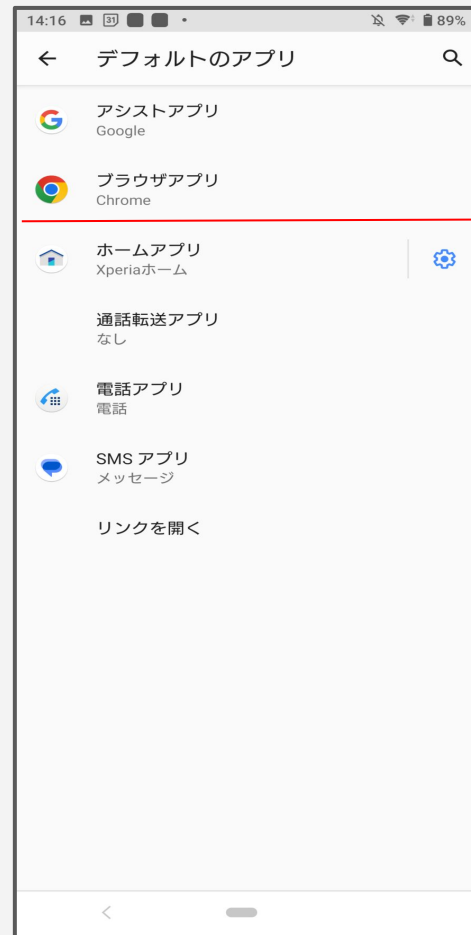 14:16 31 89%
デフォルトのアプリ
アシストアプリ
Google
ブラウザアプリ
Chrome
ホームアプリ
Xperiaホーム
通話転送アプリ
なし
電話アプリ
電話
SMS アプリ
メッセージ
リンクを開く